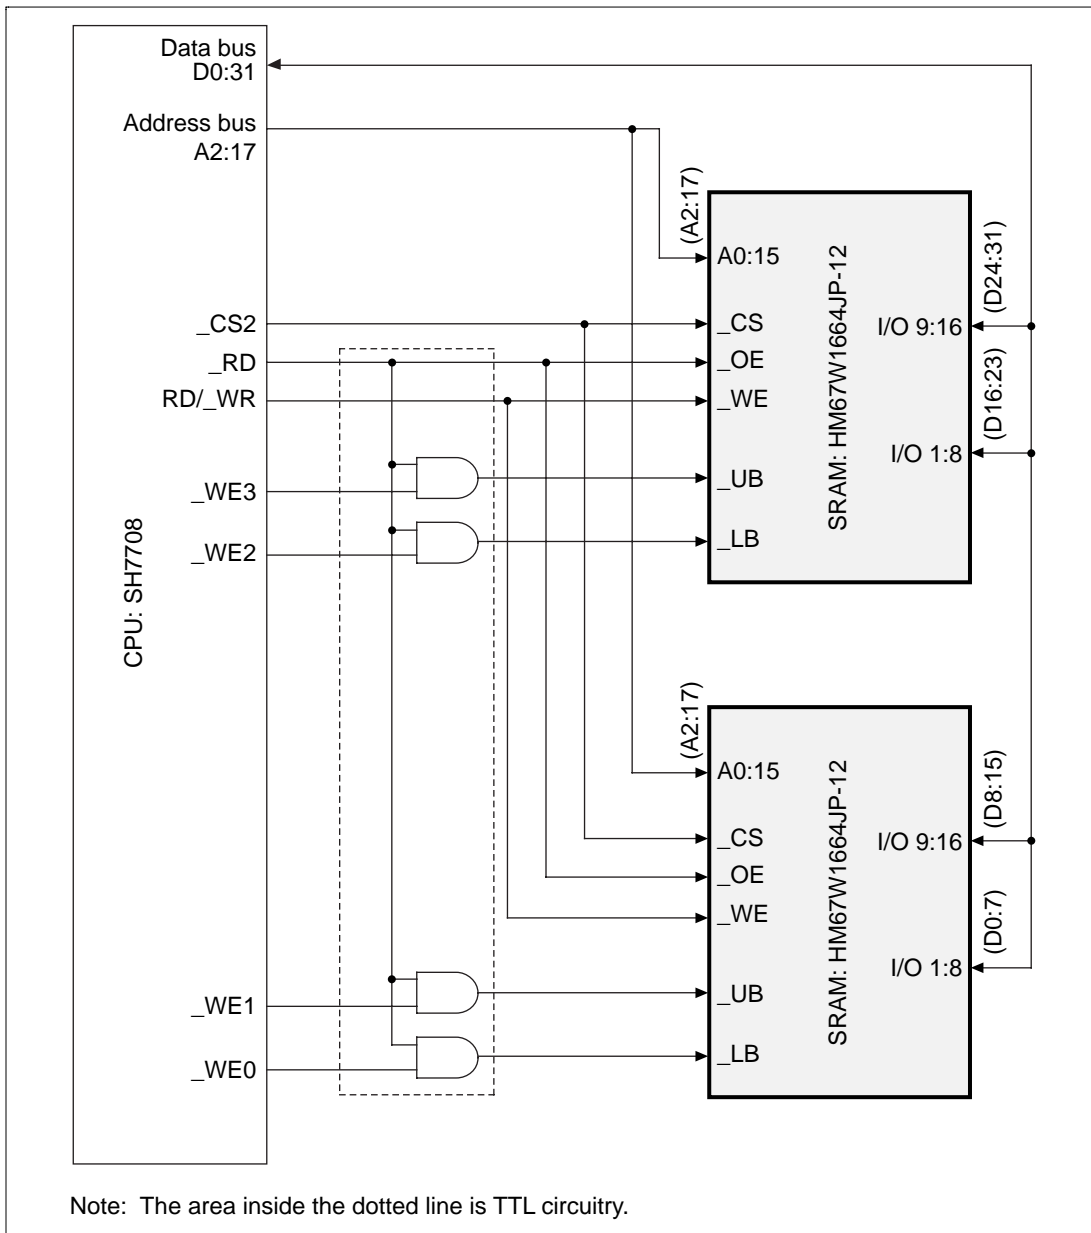 Data bus
D0:31
Address bus
A2:17
_CS2
_RD
RD/_WR
_WE3
_WE2
CPU: SH7708
_WE1
_WE0
(A2:17)
A0:15
_CS
_OE
_WE
_UB
_LB
SRAM: HM67W1664JP-12
I/O 9:16
I/O 1:8
(D24:31)
(D16:23)
(A2:17)
A0:15
_CS
_OE
_WE
_UB
_LB
SRAM: HM67W1664JP-12
I/O 9:16
I/O 1:8
(D8:15)
(D0:7)
Note: The area inside the dotted line is TTL circuitry.